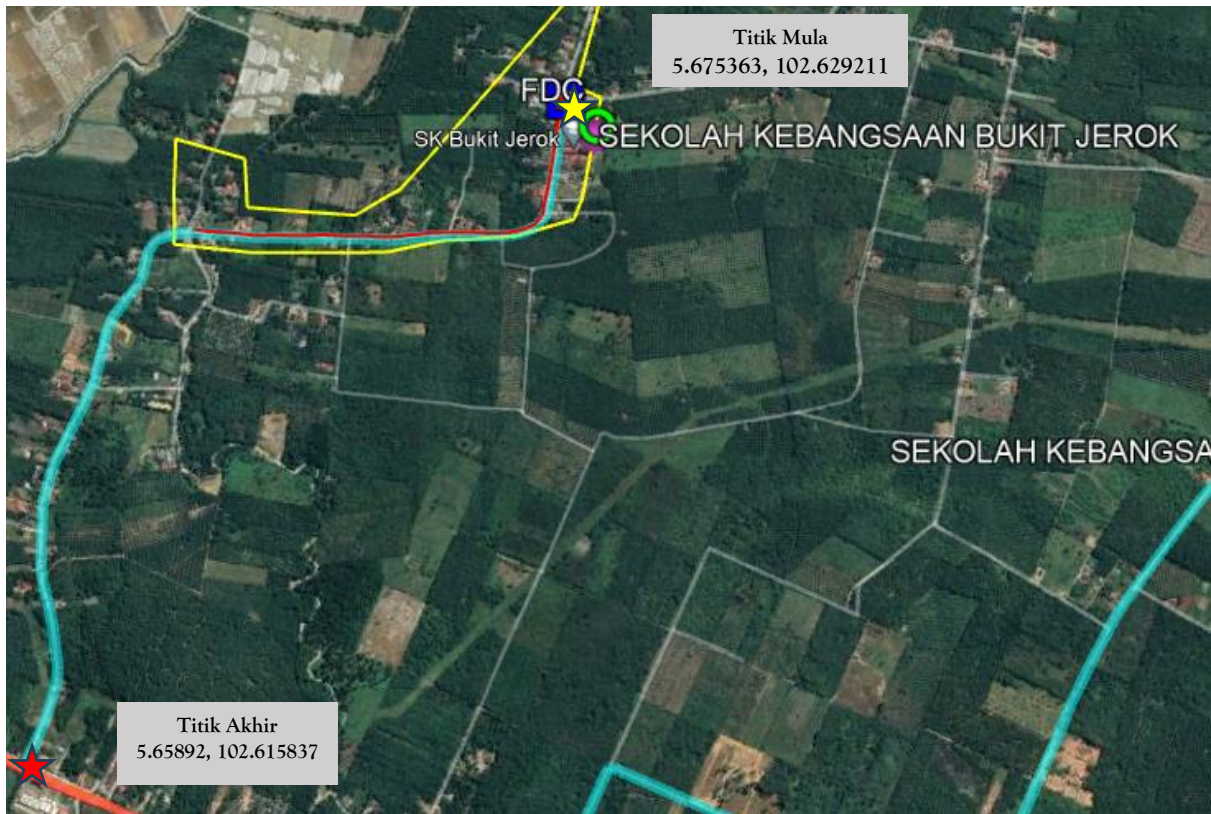 Titik Mula
5.675363, 102.629211
FDC
SK Bukit Jerok
SEKOLAH KEBANGSAAN BUKIT JEROK
SEKOLAH KEBANGSA
Titik Akhir
5.65892, 102.615837